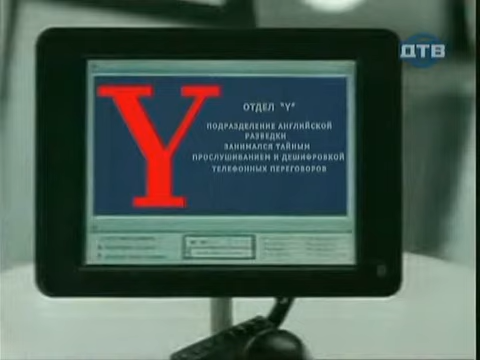 ДТВ
Y
ОТДЕЛ "Y"
ПОДРАЗДЕЛЕНИЕ АНГЛИЙСКОЙ
РАЗВЕДКИ
ЗАНИМАЛСЯ ТАЙНЫМ
ПРОСЛУШИВАНИЕМ И ДЕШИФРОВКОЙ
ТЕЛЕФОННЫХ ПЕРЕГОВОРОВ